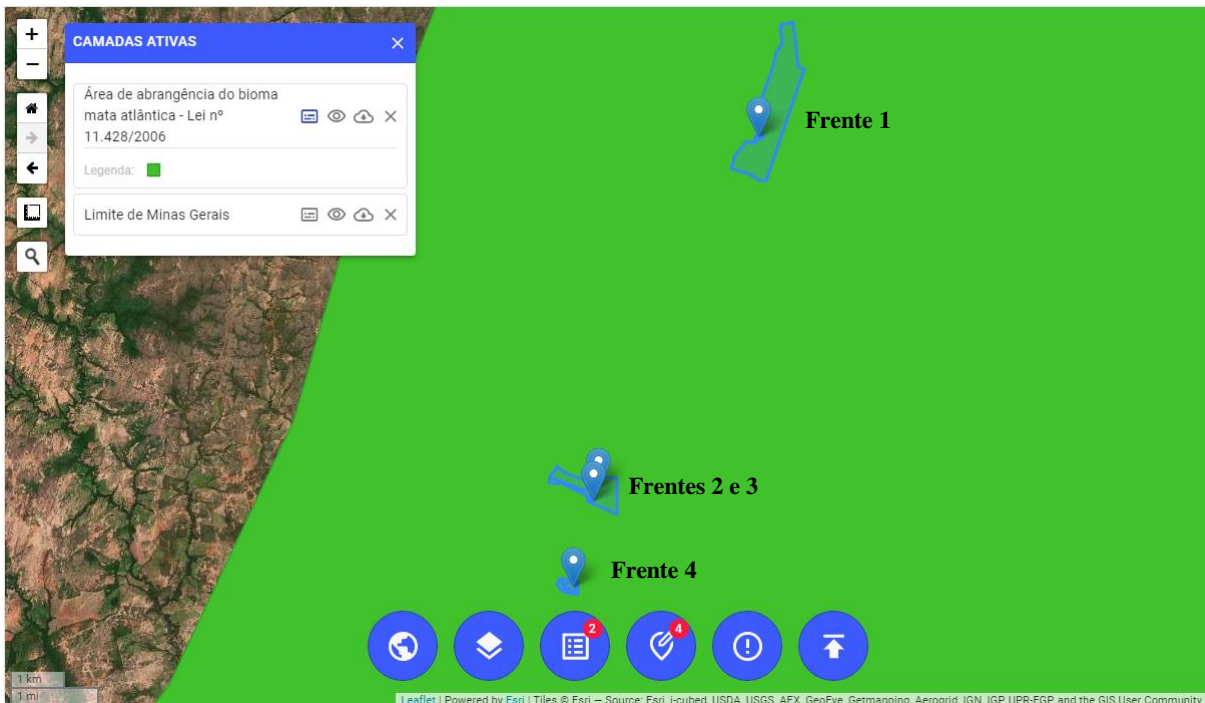 +
CAMADAS ATIVAS
−
Área de abrangência do bioma
mata atlântica - Lei nº
11.428/2006
Legenda:
Limite de Minas Gerais
Frente 1
Frentes 2 e 3
Frente 4
2
4
1 km
1 mi
Leaflet | Powered by Esri | Tiles © Esri — Source: Esri, i-cubed, USDA, USGS, AEX, GeoEye, Getmapping, Aerogrid, IGN, IGP, UPR-EGP, and the GIS User Community